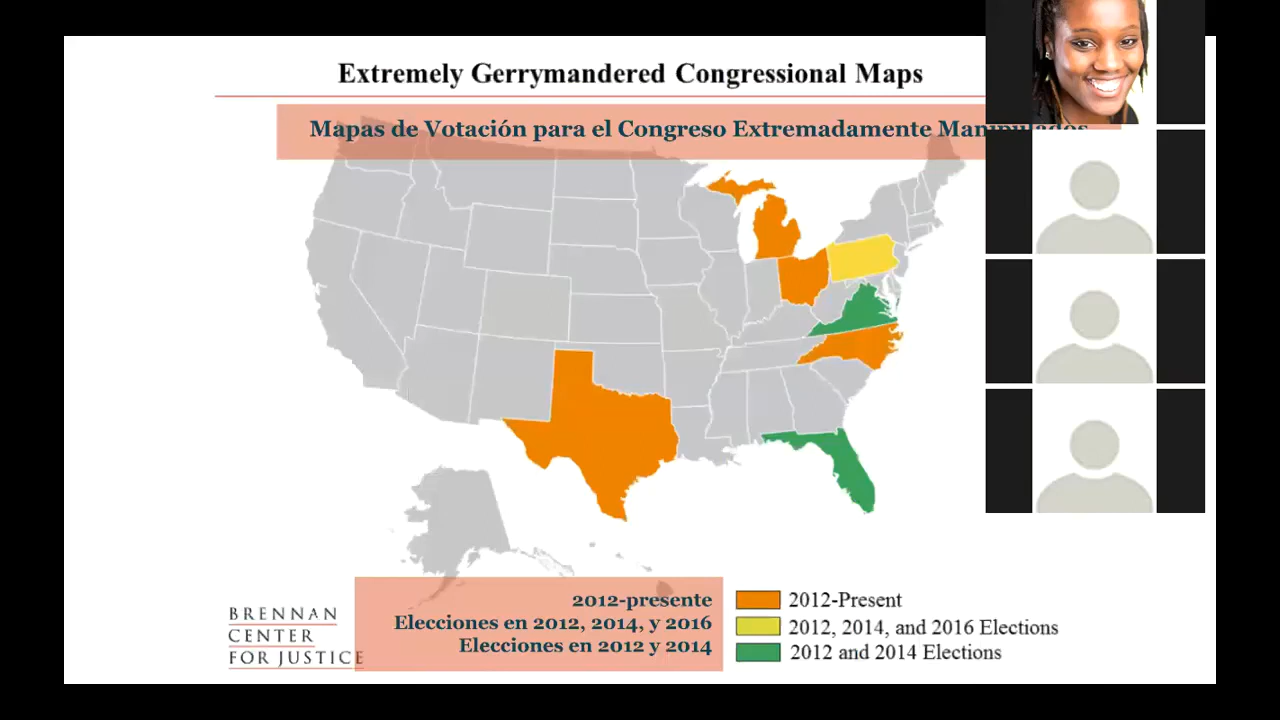 Extremely Gerrymandered Congressional Maps
Mapas de Votación para el Congreso Extremadamente Manipulados
2012-presente
Elecciones en 2012, 2014, y 2016
Elecciones en 2012 y 2014
2012-Present
2012, 2014, and 2016 Elections
2012 and 2014 Elections
BRENNAN
CENTER
FOR JUSTICE